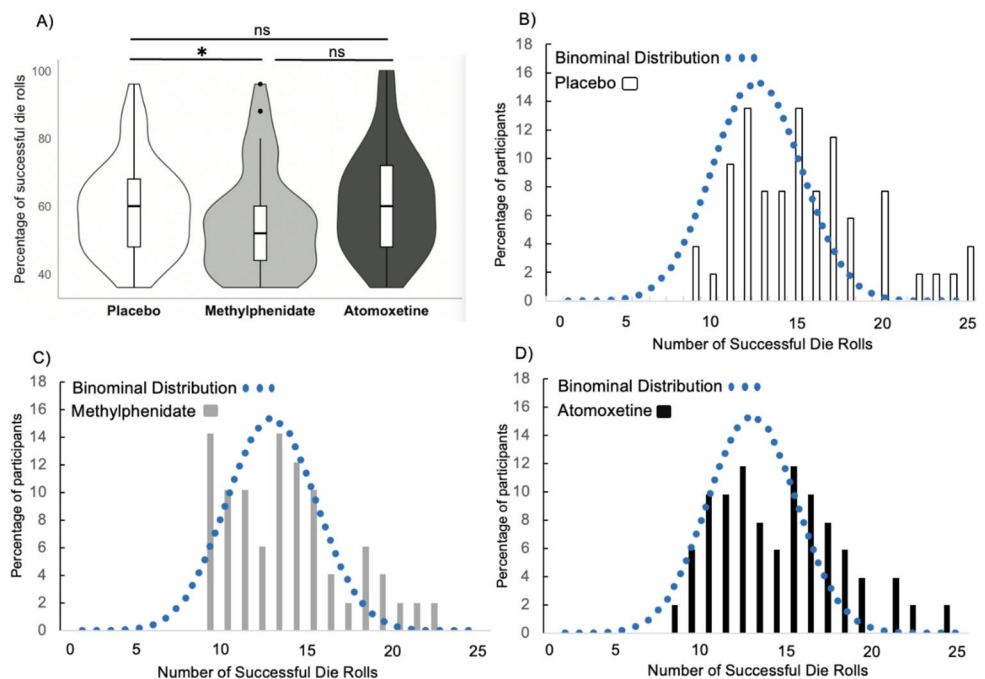 A)
ns
*
ns
Percentage of successful die rolls
100
80
60
40
Placebo Methylphenidate Atomoxetine
B)
18
16
14
12
10
8
6
4
2
0
Percentage of participants
Binominal Distribution
Placebo
0 5 10 15 20 25
Number of Successful Die Rolls
C)
18
16
14
12
10
8
6
4
2
0
Percentage of participants
Binominal Distribution
Methylphenidate
0 5 10 15 20 25
Number of Successful Die Rolls
D)
18
16
14
12
10
8
6
4
2
0
Percentage of participants
Binominal Distribution
Atomoxetine
0 5 10 15 20 25
Number of Successful Die Rolls